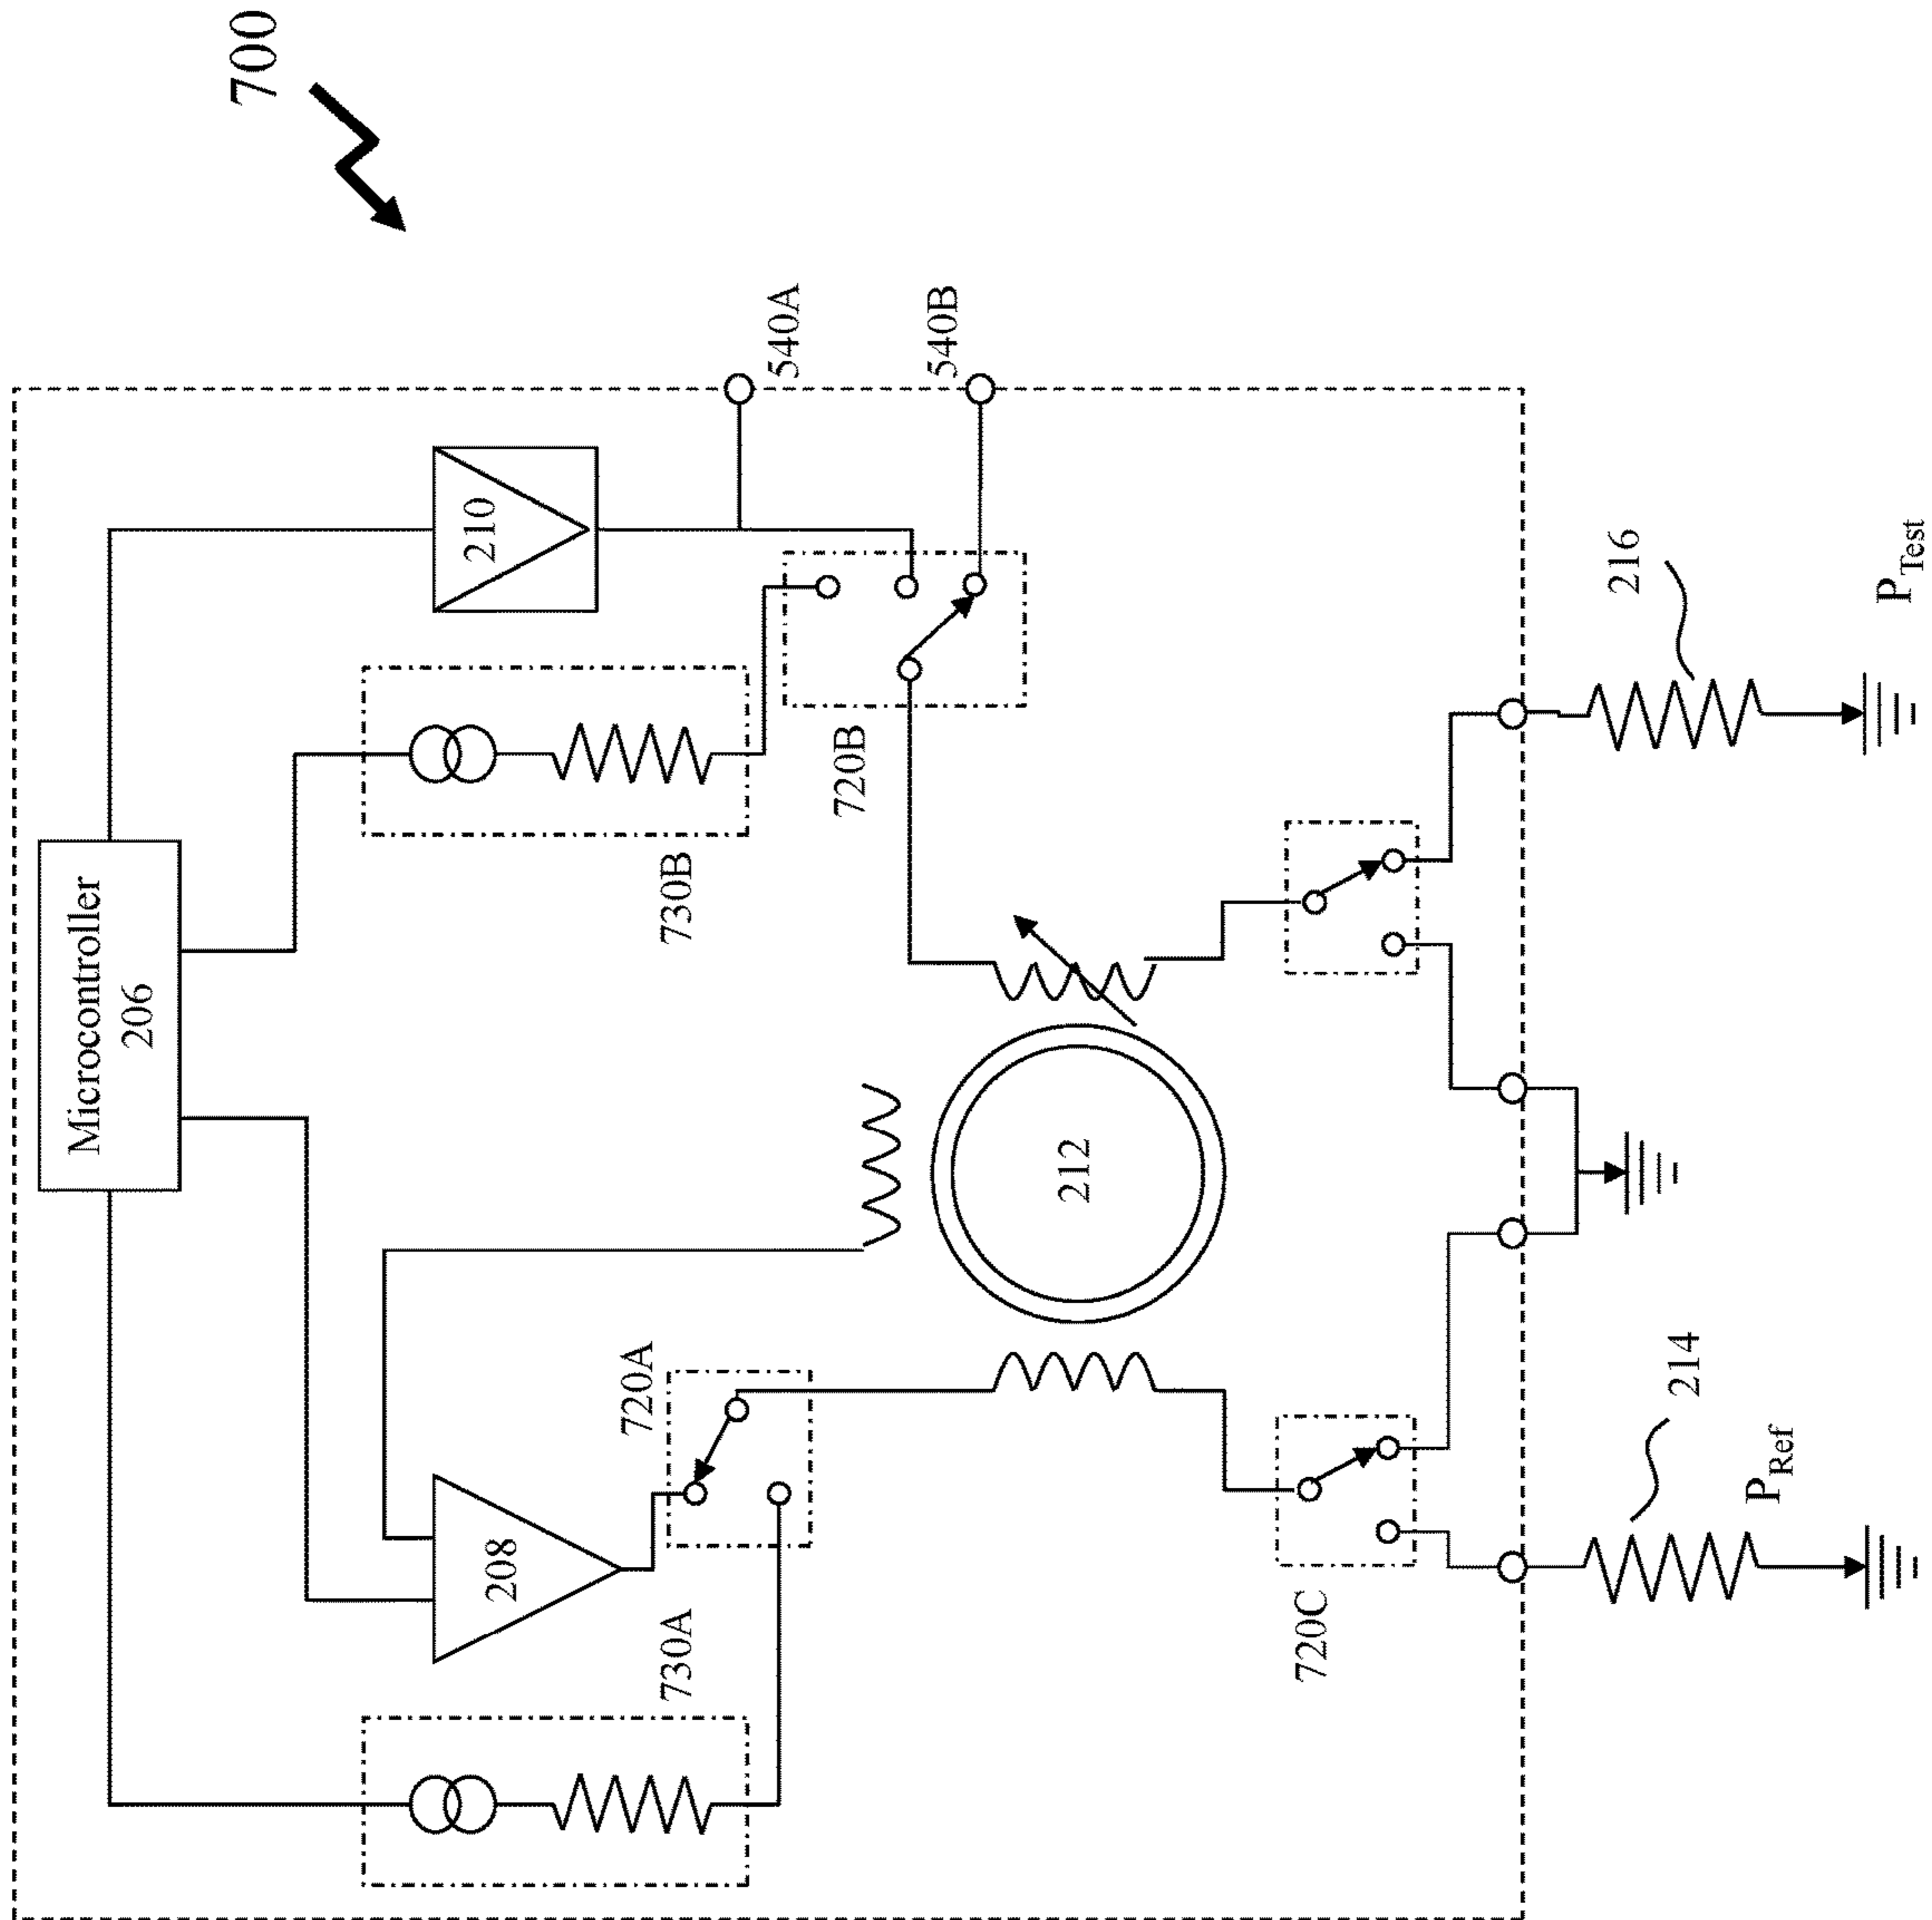 700
Microcontroller
206
210
540A
540B
730B
720B
208
720A
730A
212
720C
214
P_Ref
216
P_Test